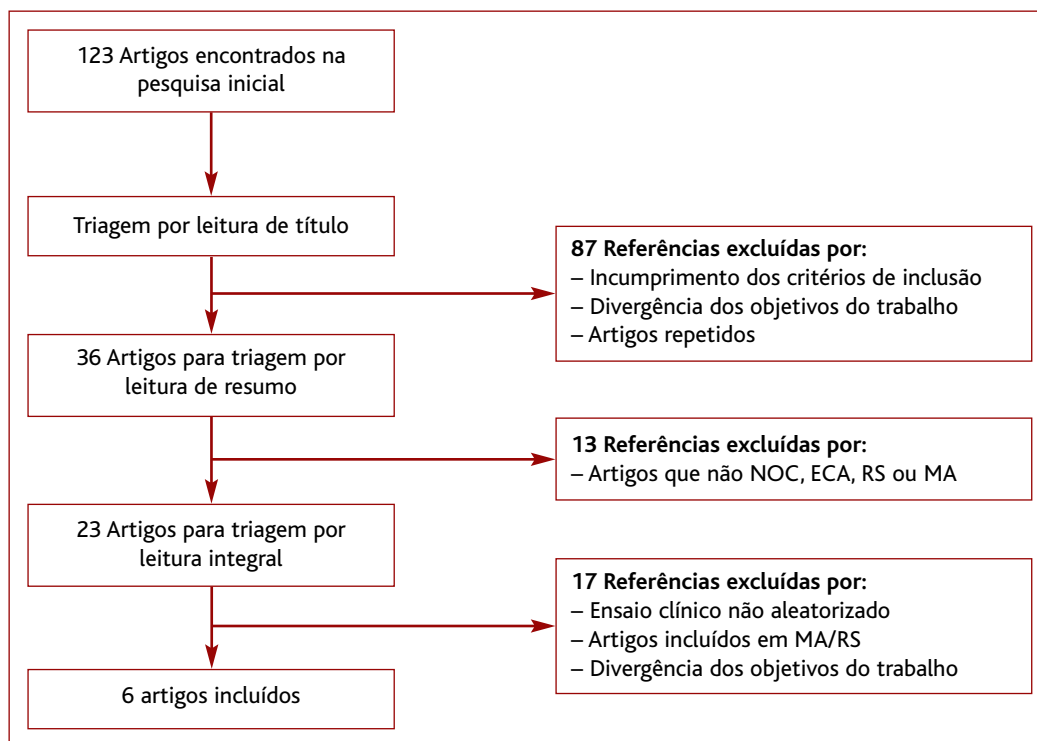 123 Artigos encontrados na
pesquisa inicial
Triagem por leitura de título
87 Referências excluídas por:
– Incumprimento dos critérios de inclusão
– Divergência dos objetivos do trabalho
– Artigos repetidos
36 Artigos para triagem por
leitura de resumo
13 Referências excluídas por:
– Artigos que não NOC, ECA, RS ou MA
23 Artigos para triagem por
leitura integral
17 Referências excluídas por:
– Ensaio clínico não aleatorizado
– Artigos incluídos em MA/RS
– Divergência dos objetivos do trabalho
6 artigos incluídos